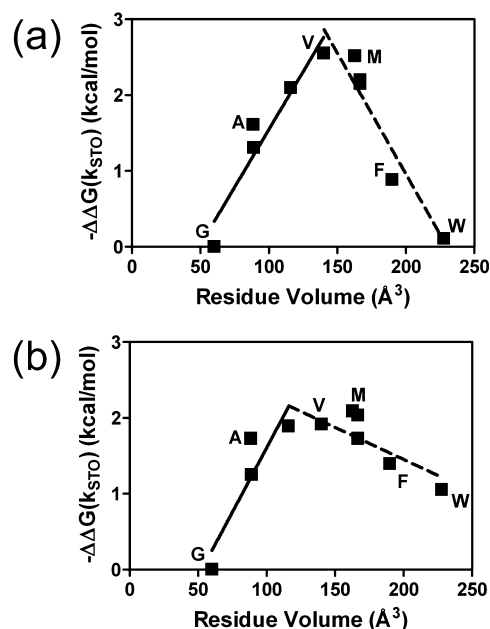 (a)
-ΔΔG(kSTO) (kcal/mol)
3
2
1
0
V
M
A
F
G
W
0 50 100 150 200 250
Residue Volume (Å³)
(b)
-ΔΔG(kSTO) (kcal/mol)
3
2
1
0
M
V
A
F
W
G
0 50 100 150 200 250
Residue Volume (Å³)